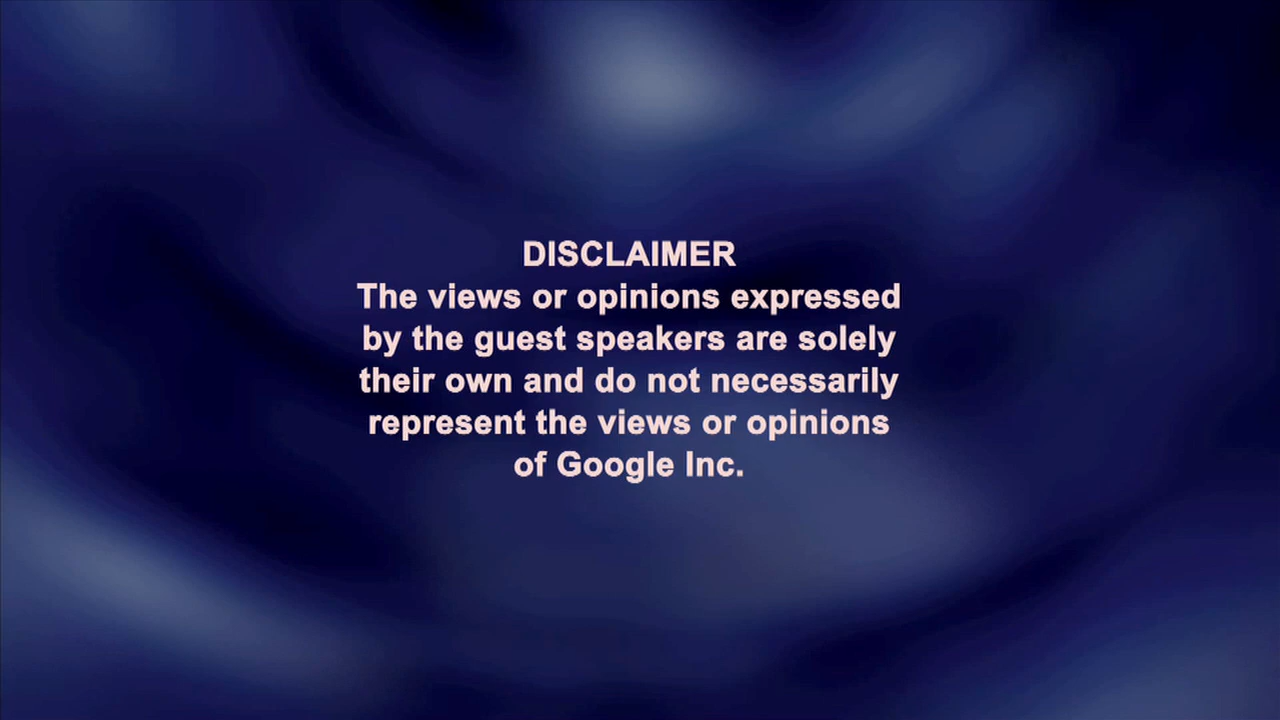 DISCLAIMER
The views or opinions expressed
by the guest speakers are solely
their own and do not necessarily
represent the views or opinions
of Google Inc.